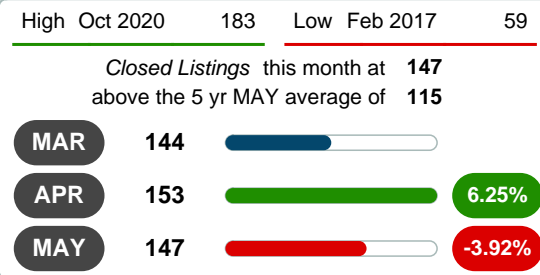 High Oct 2020 183 Low Feb 2017 59
Closed Listings this month at 147
above the 5 yr MAY average of 115
MAR 144
APR 153 6.25%
MAY 147 -3.92%